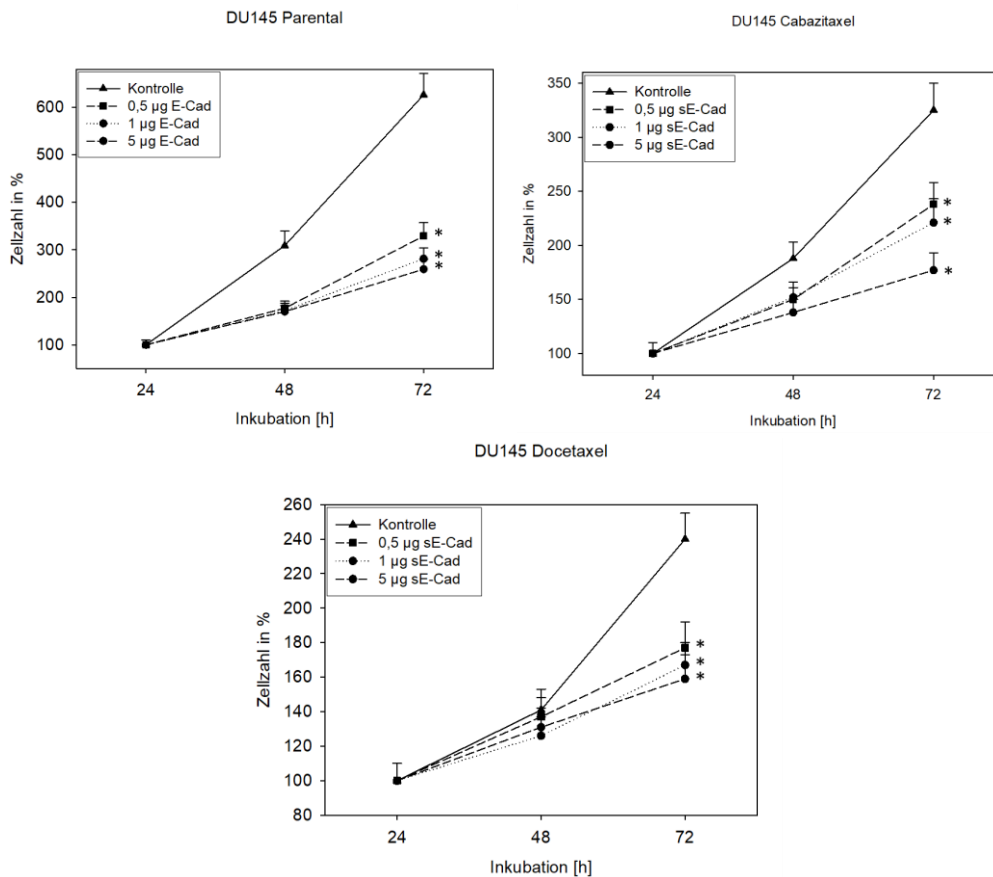 DU145 Parental
Kontrolle
0,5 µg E-Cad
1 µg E-Cad
5 µg E-Cad
Zellzahl in %
600
500
400
300
200
100
*
*
*
24
48
72
Inkubation [h]
DU145 Cabazitaxel
Kontrolle
0,5 µg sE-Cad
1 µg sE-Cad
5 µg sE-Cad
Zellzahl in %
350
300
250
200
150
100
*
*
*
24
48
72
Inkubation [h]
DU145 Docetaxel
Kontrolle
0,5 µg sE-Cad
1 µg sE-Cad
5 µg sE-Cad
Zellzahl in %
260
240
220
200
180
160
140
120
100
80
*
*
*
24
48
72
Inkubation [h]